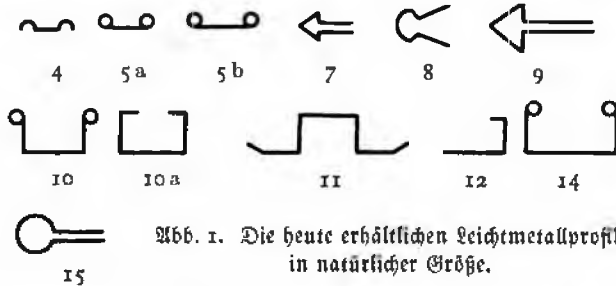 4 5a 5b 7 8 9
10 10a 11 12 14
Abb. 1. Die heute erhältlichen Leichtmetallprofil
in natürlicher Größe.
15